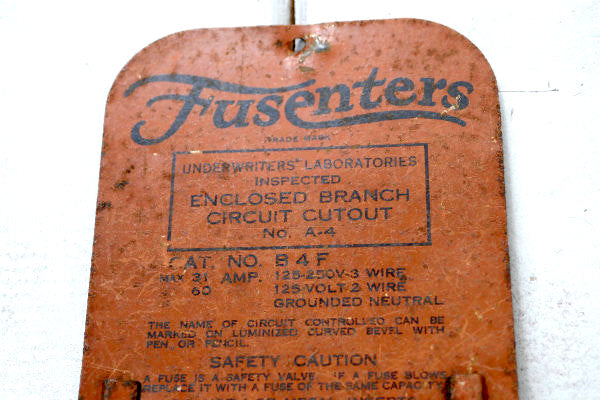 Fusenters
TRADE MARK
UNDERWRITERS' LABORATORIES
INSPECTED
ENCLOSED BRANCH
CIRCUIT CUTOUT
No. A-4
CAT. NO. B4F
MAX 31 AMP. 125-250V-3 WIRE
60 125-VOLT-2 WIRE
GROUNDED NEUTRAL
THE NAME OF CIRCUIT CONTROLLED CAN BE
MARKED ON LUMINIZED CURVED BEVEL WITH
PEN OR PENCIL.
SAFETY CAUTION
A FUSE IS A SAFETY VALVE. IF A FUSE BLOWS
REPLACE IT WITH A FUSE OF THE SAME CAPACITY